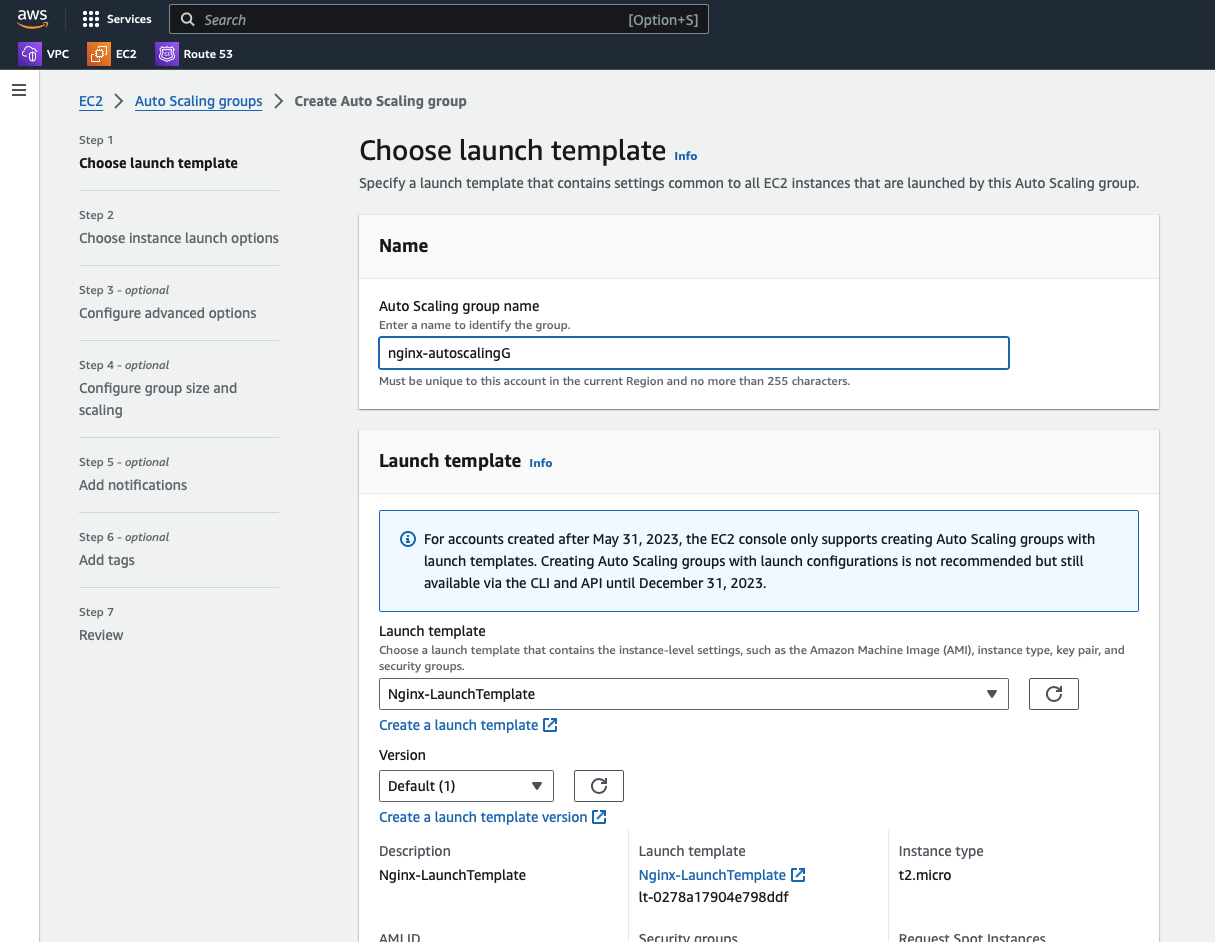 aws
Services
Search
[Option+S]
VPC
EC2
Route 53
EC2
Auto Scaling groups
Create Auto Scaling group
Step 1
Choose launch template
Step 2
Choose instance launch options
Step 3 - optional
Configure advanced options
Step 4 - optional
Configure group size and
scaling
Step 5 - optional
Add notifications
Step 6 - optional
Add tags
Step 7
Review
Choose launch template Info
Specify a launch template that contains settings common to all EC2 instances that are launched by this Auto Scaling group.
Name
Auto Scaling group name
Enter a name to identify the group.
nginx-autoscalingG
Must be unique to this account in the current Region and no more than 255 characters.
Launch template Info
For accounts created after May 31, 2023, the EC2 console only supports creating Auto Scaling groups with
launch templates. Creating Auto Scaling groups with launch configurations is not recommended but still
available via the CLI and API until December 31, 2023.
Launch template
Choose a launch template that contains the instance-level settings, such as the Amazon Machine Image (AMI), instance type, key pair, and
security groups.
Nginx-LaunchTemplate
Create a launch template
Version
Default (1)
Create a launch template version
Description
Nginx-LaunchTemplate
Launch template
Nginx-LaunchTemplate
lt-0278a17904e798ddf
Instance type
t2.micro
AMI ID
Security groups
Request Spot Instances